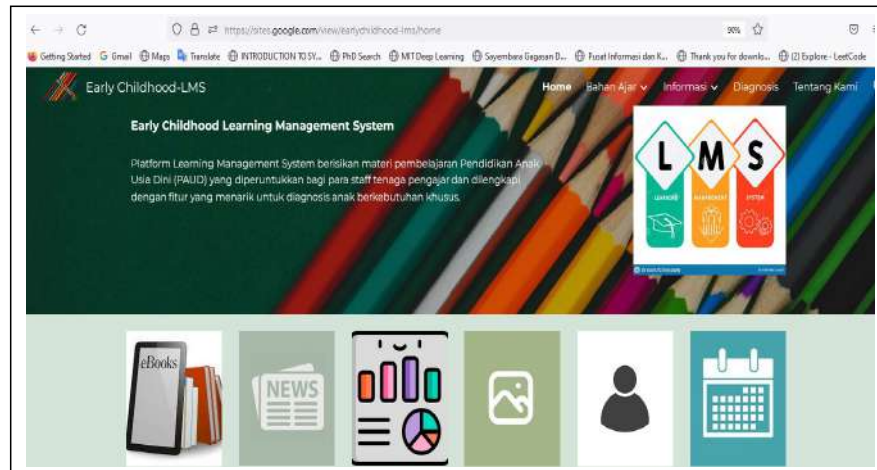 https://sites.google.com/view/earlychildhood-lms/home
90%
Getting Started Gmail Maps Translate INTRODUCTION TO SY... PhD Search MIT Deep Learning Sayembara Gagasan D... Pusat Informasi dan K... Thank you for downlo... (2) Explore - LeetCode
Early Childhood-LMS
Home Bahan Ajar Informasi Diagnosis Tentang Kami
Early Childhood Learning Management System
Platform Learning Management System berisikan materi pembelajaran Pendidikan Anak
Usia Dini (PAUD) yang diperuntukkan bagi para staff tenaga pengajar dan dilengkapi
dengan fitur yang menarik untuk diagnosis anak berkebutuhan khusus.
L M S
LEARNING MANAGEMENT SYSTEM
eBooks
NEWS